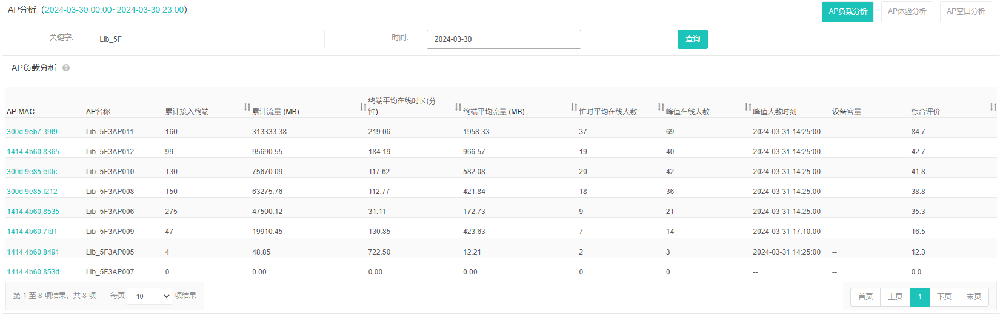 AP分析（2024-03-30 00:00~2024-03-30 23:00）
AP负载分析 AP体验分析 AP空口分析
关键字: Lib_5F 时间: 2024-03-30 查询
AP负载分析
AP MAC AP名称 累计接入终端 累计流量 (MB) 终端平均在线时长(分钟) 终端平均流量 (MB) 忙时平均在线人数 峰值在线人数 峰值人数时刻 设备容量 综合评价
300d.9eb7.39f9 Lib_5F3AP011 160 313333.38 219.06 1958.33 37 69 2024-03-31 14:25:00 -- 84.7
1414.4b60.8365 Lib_5F3AP012 99 95690.55 184.19 966.57 19 40 2024-03-31 14:25:00 -- 42.7
300d.9e85.ef0c Lib_5F3AP010 130 75670.09 117.62 582.08 20 42 2024-03-31 14:25:00 -- 41.8
300d.9e85.f212 Lib_5F3AP008 150 63275.76 112.77 421.84 18 36 2024-03-31 14:25:00 -- 38.8
1414.4b60.8535 Lib_5F3AP006 275 47500.12 31.11 172.73 9 21 2024-03-31 14:25:00 -- 35.3
1414.4b60.7fd1 Lib_5F3AP009 47 19910.45 130.85 423.63 7 14 2024-03-31 17:10:00 -- 16.5
1414.4b60.8491 Lib_5F3AP005 4 48.85 722.50 12.21 2 3 2024-03-31 14:25:00 -- 12.3
1414.4b60.853d Lib_5F3AP007 0 0.00 0.00 0.00 0 0 -- -- 0.0
第 1 至 8 项结果，共 8 项 每页 10 项结果 首页 上页 1 下页 末页